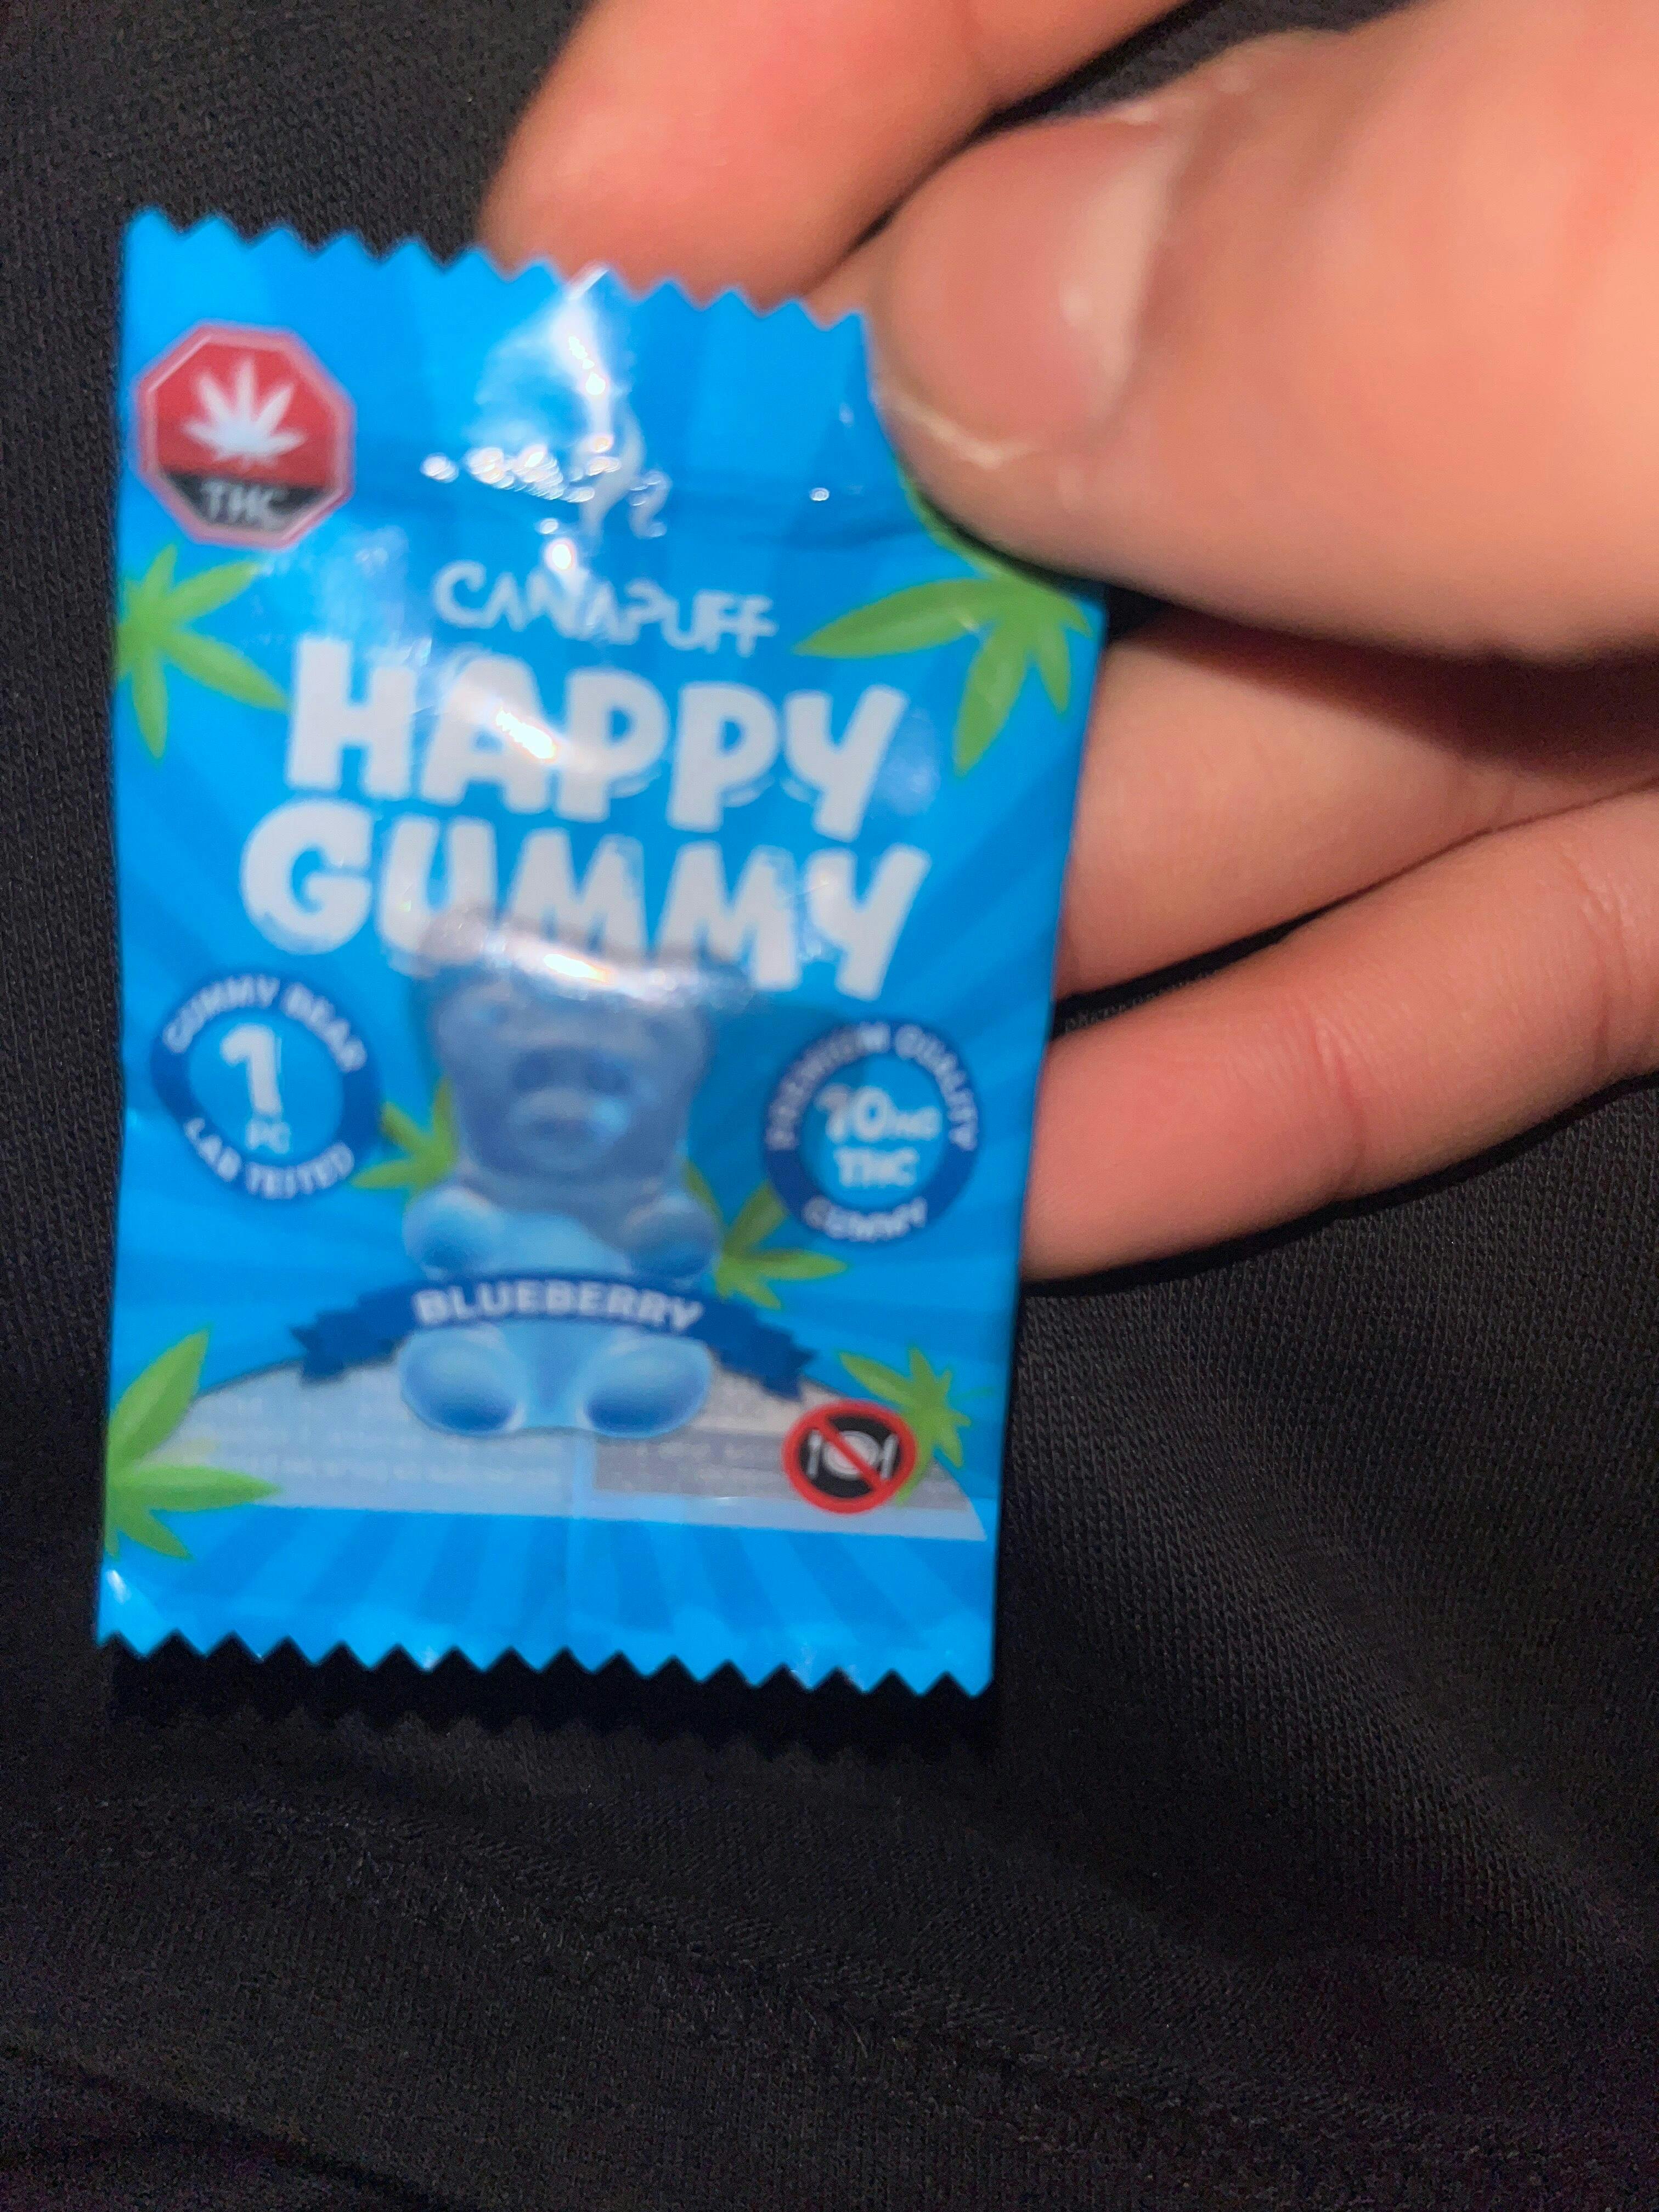 THC
CANAPUFF
HAPPY
GUMMY
GUMMY BEAR
1
PC
LAB TESTED
PREMIUM QUALITY
10MG
THC
GUMMY
BLUEBERRY